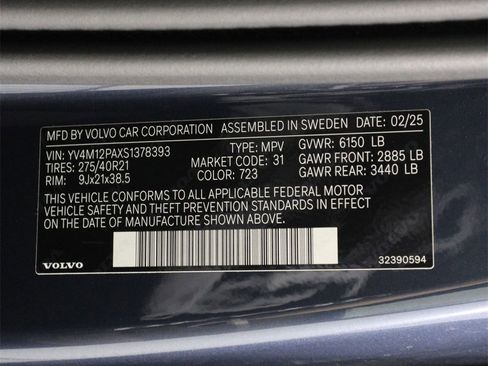 MFD BY VOLVO CAR CORPORATION ASSEMBLED IN SWEDEN DATE: 02/25
VIN: YV4M12PAXS1378393 TYPE: MPV GVWR: 6150 LB
TIRES: 275/40R21 MARKET CODE: 31 GAWR FRONT: 2885 LB
RIM: 9Jx21x38.5 COLOR: 723 GAWR REAR: 3440 LB
THIS VEHICLE CONFORMS TO ALL APPLICABLE FEDERAL MOTOR
VEHICLE SAFETY AND THEFT PREVENTION STANDARDS IN EFFECT
ON THE DATE OF MANUFACTURE SHOWN ABOVE.
VOLVO 32390594